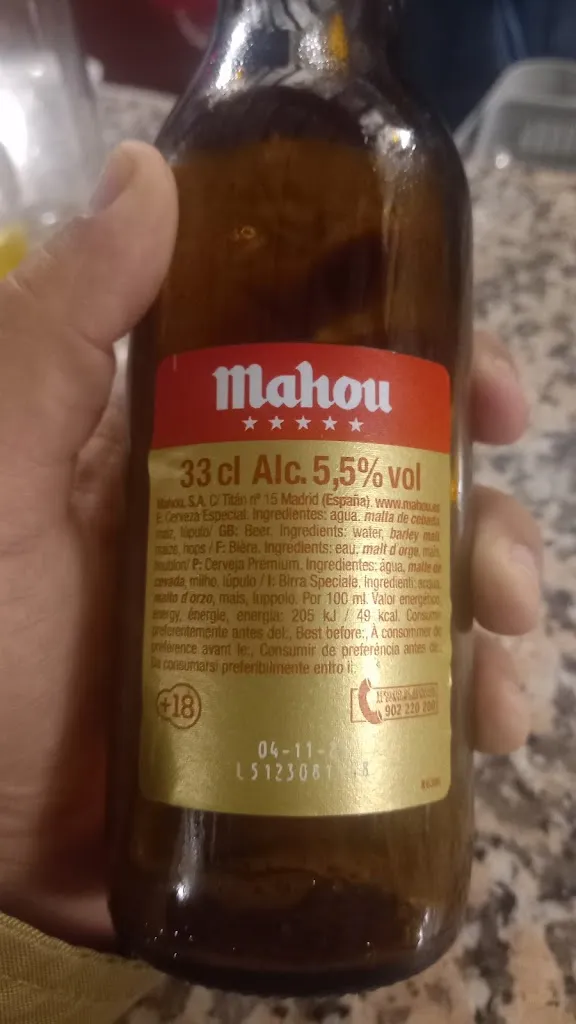 Mahou
★★★★★
33 cl Alc. 5,5% vol
Mahou, S.A. C/ Titán nº 15 Madrid (España). www.mahou.es
E: Cerveza Especial. Ingredientes: agua, malta de cebada,
maíz, lúpulo/ GB: Beer. Ingredients: water, barley malt,
maize, hops / F: Bière. Ingredients: eau, malt d'orge, maïs,
houblon/ P: Cerveja Premium. Ingredientes: água, malte de
cevada, milho, lúpulo / I: Birra Speciale. Ingredienti: acqua,
malto d'orzo, mais, luppolo. Por 100 ml. Valor energético,
energy, énergie, energia: 205 kJ / 49 kcal. Consumir
preferentemente antes del:, Best before:, À consommer de
préférence avant le:, Consumir de preferência antes de:,
Da consumarsi preferibilmente entro il:
+18
902 220 200
04-11-
L5123081